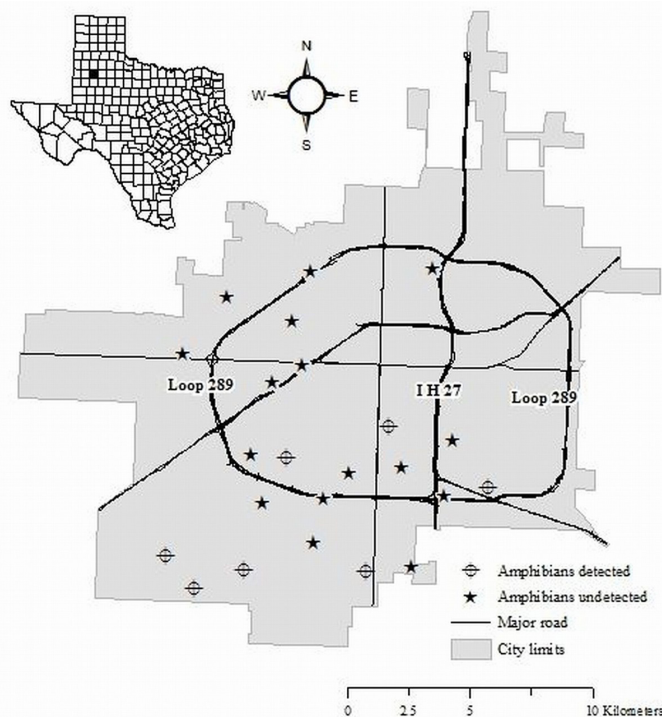 N
W E
S
Loop 289
I H 27
Loop 289
Amphibians detected
Amphibians undetected
Major road
City limits
0 2.5 5 10 Kilometers